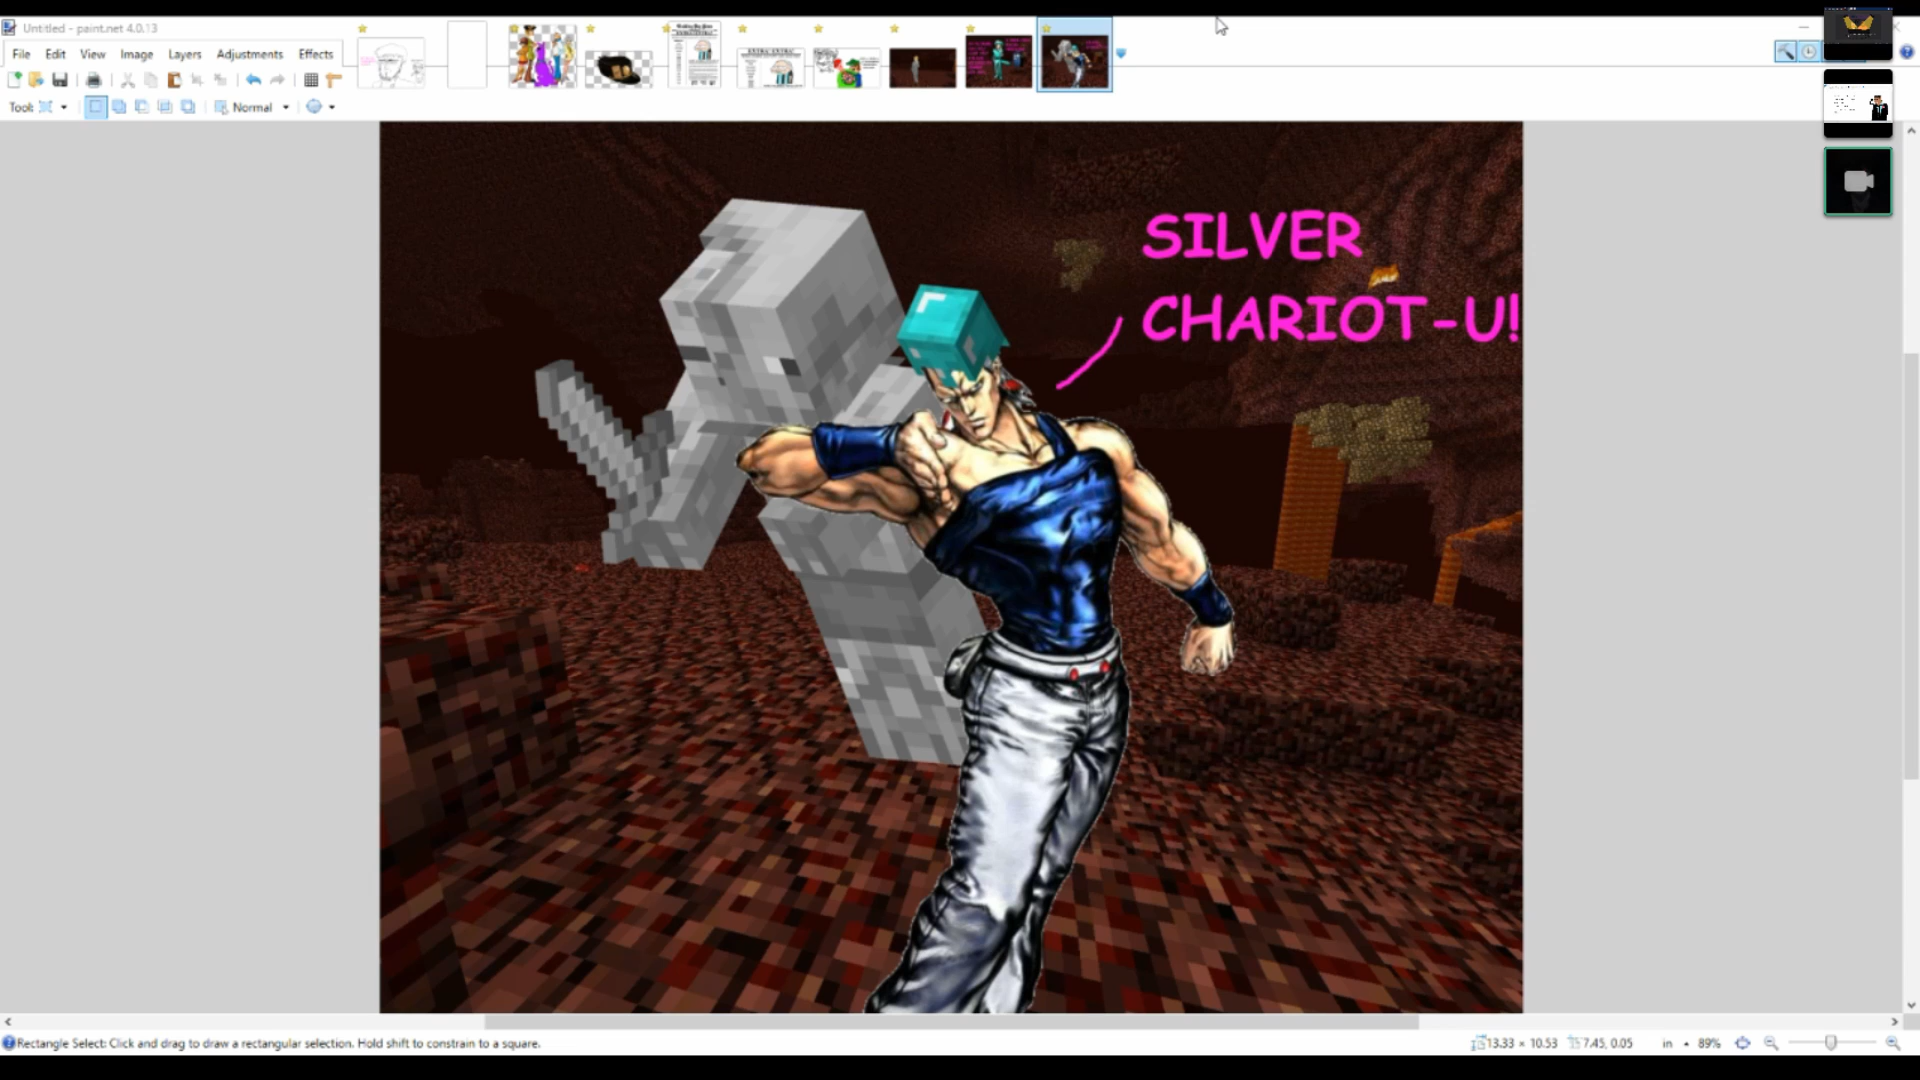 Untitled - paint.net 4.0.13
File Edit View Image Layers Adjustments Effects
Tool: Normal
SILVER
CHARIOT-U!
Rectangle Select: Click and drag to draw a rectangular selection. Hold shift to constrain to a square.
13.33 × 10.53 7.45, 0.05 in 89%